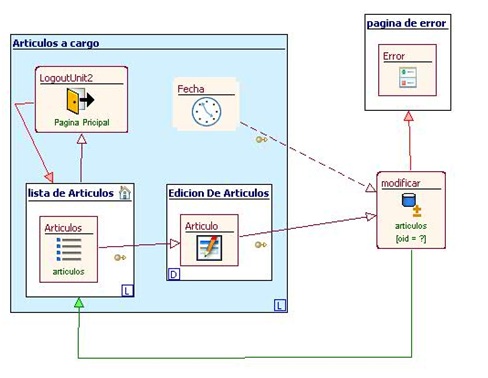 pagina de error
Articulos a cargo
Error
LogoutUnit2
Pagina Pricipal
Fecha
modificar
articulos
[oid = ?]
lista de Articulos
Edicion De Articulos
Articulos
articulos
Articulo
L
D
L